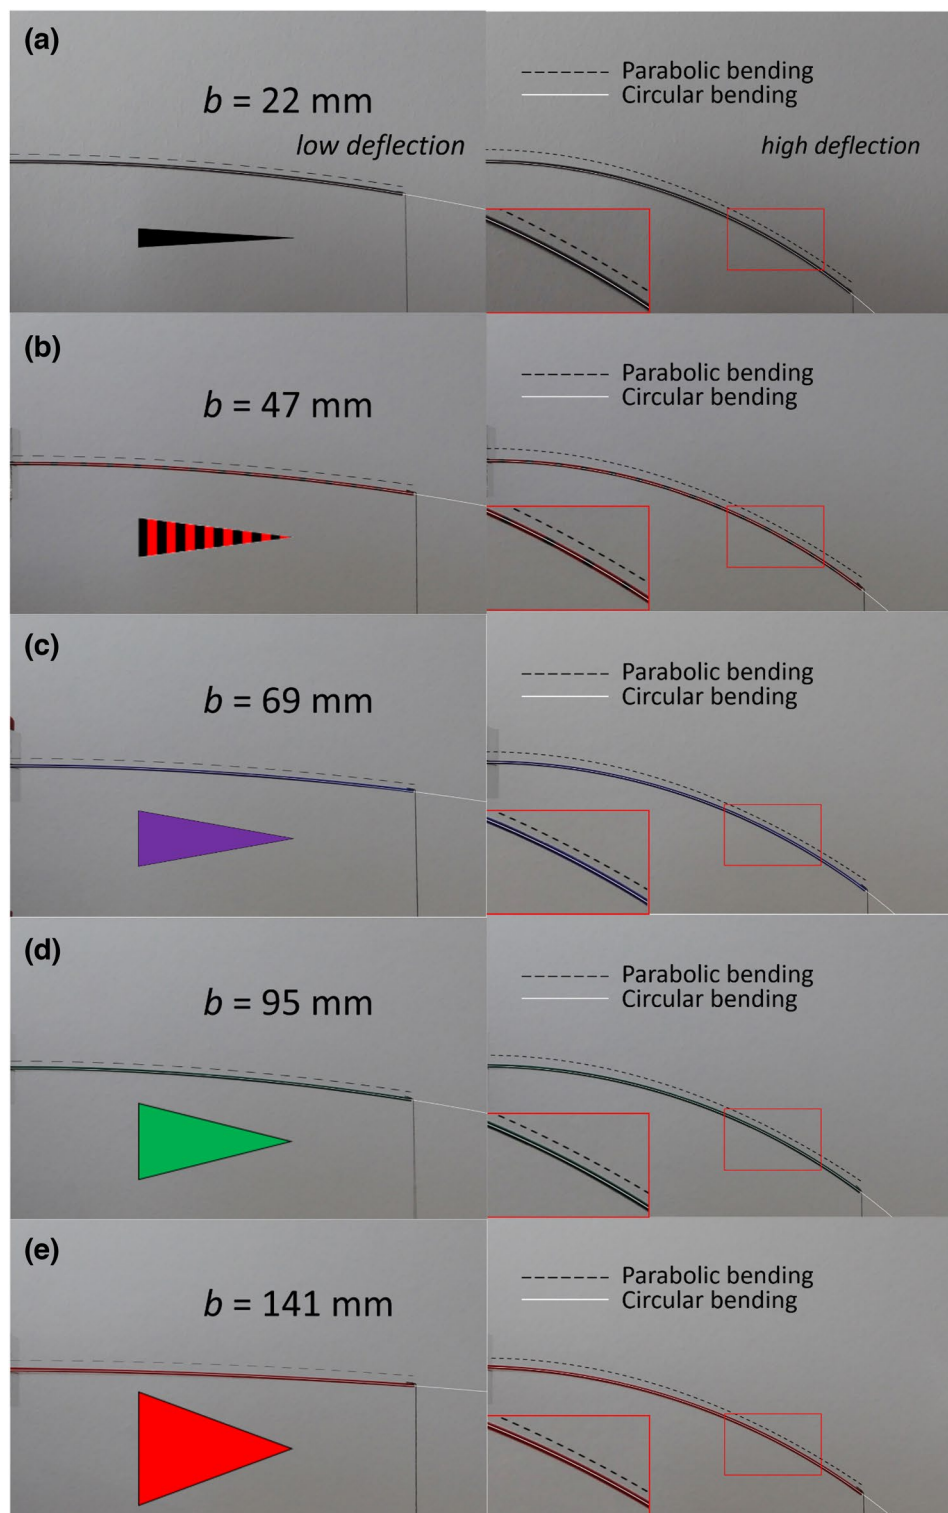 (a)
b = 22 mm
low deflection
Parabolic bending
Circular bending
high deflection
(b)
b = 47 mm
Parabolic bending
Circular bending
(c)
b = 69 mm
Parabolic bending
Circular bending
(d)
b = 95 mm
Parabolic bending
Circular bending
(e)
b = 141 mm
Parabolic bending
Circular bending